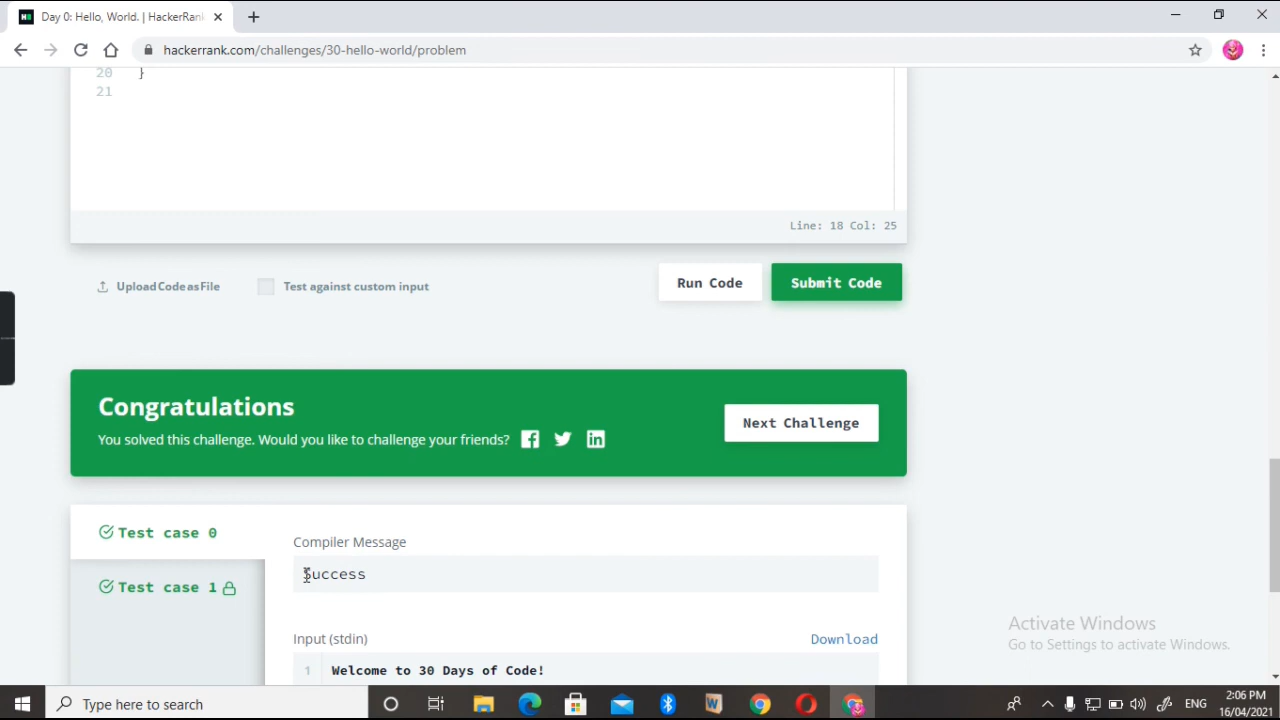 Day 0: Hello, World. | HackerRank
hackerrank.com/challenges/30-hello-world/problem
20 }
21
Line: 18 Col: 25
Upload Code as File
Test against custom input
Run Code
Submit Code
Congratulations
You solved this challenge. Would you like to challenge your friends?
Next Challenge
Test case 0
Compiler Message
Success
Test case 1
Input (stdin)
Download
1 Welcome to 30 Days of Code!
Activate Windows
Go to Settings to activate Windows.
Type here to search
ENG
2:06 PM
16/04/2021